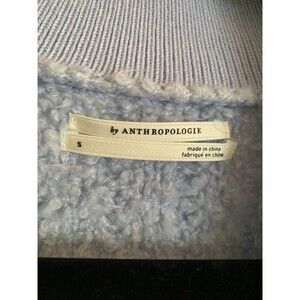 by ANTHROPOLOGIE
S
made in china
fabriqué en chine